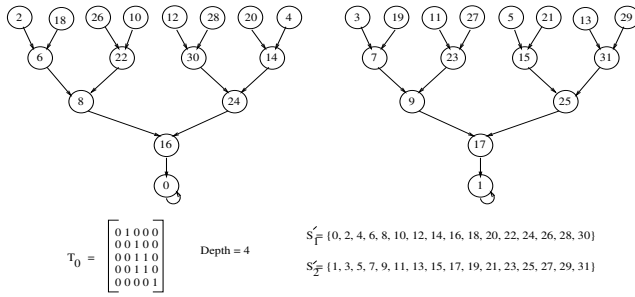 2 18 26 10 12 28 20 4 3 19 11 27 5 21 13 29
6 22 30 14 7 23 15 31
8 24 9 25
16 17
0 1
T0 = 
0 1 0 0 0
0 0 1 0 0
0 0 1 1 0
0 0 1 1 0
0 0 0 0 1
Depth = 4
S′1= {0, 2, 4, 6, 8, 10, 12, 14, 16, 18, 20, 22, 24, 26, 28, 30}
S′2= {1, 3, 5, 7, 9, 11, 13, 15, 17, 19, 21, 23, 25, 27, 29, 31}